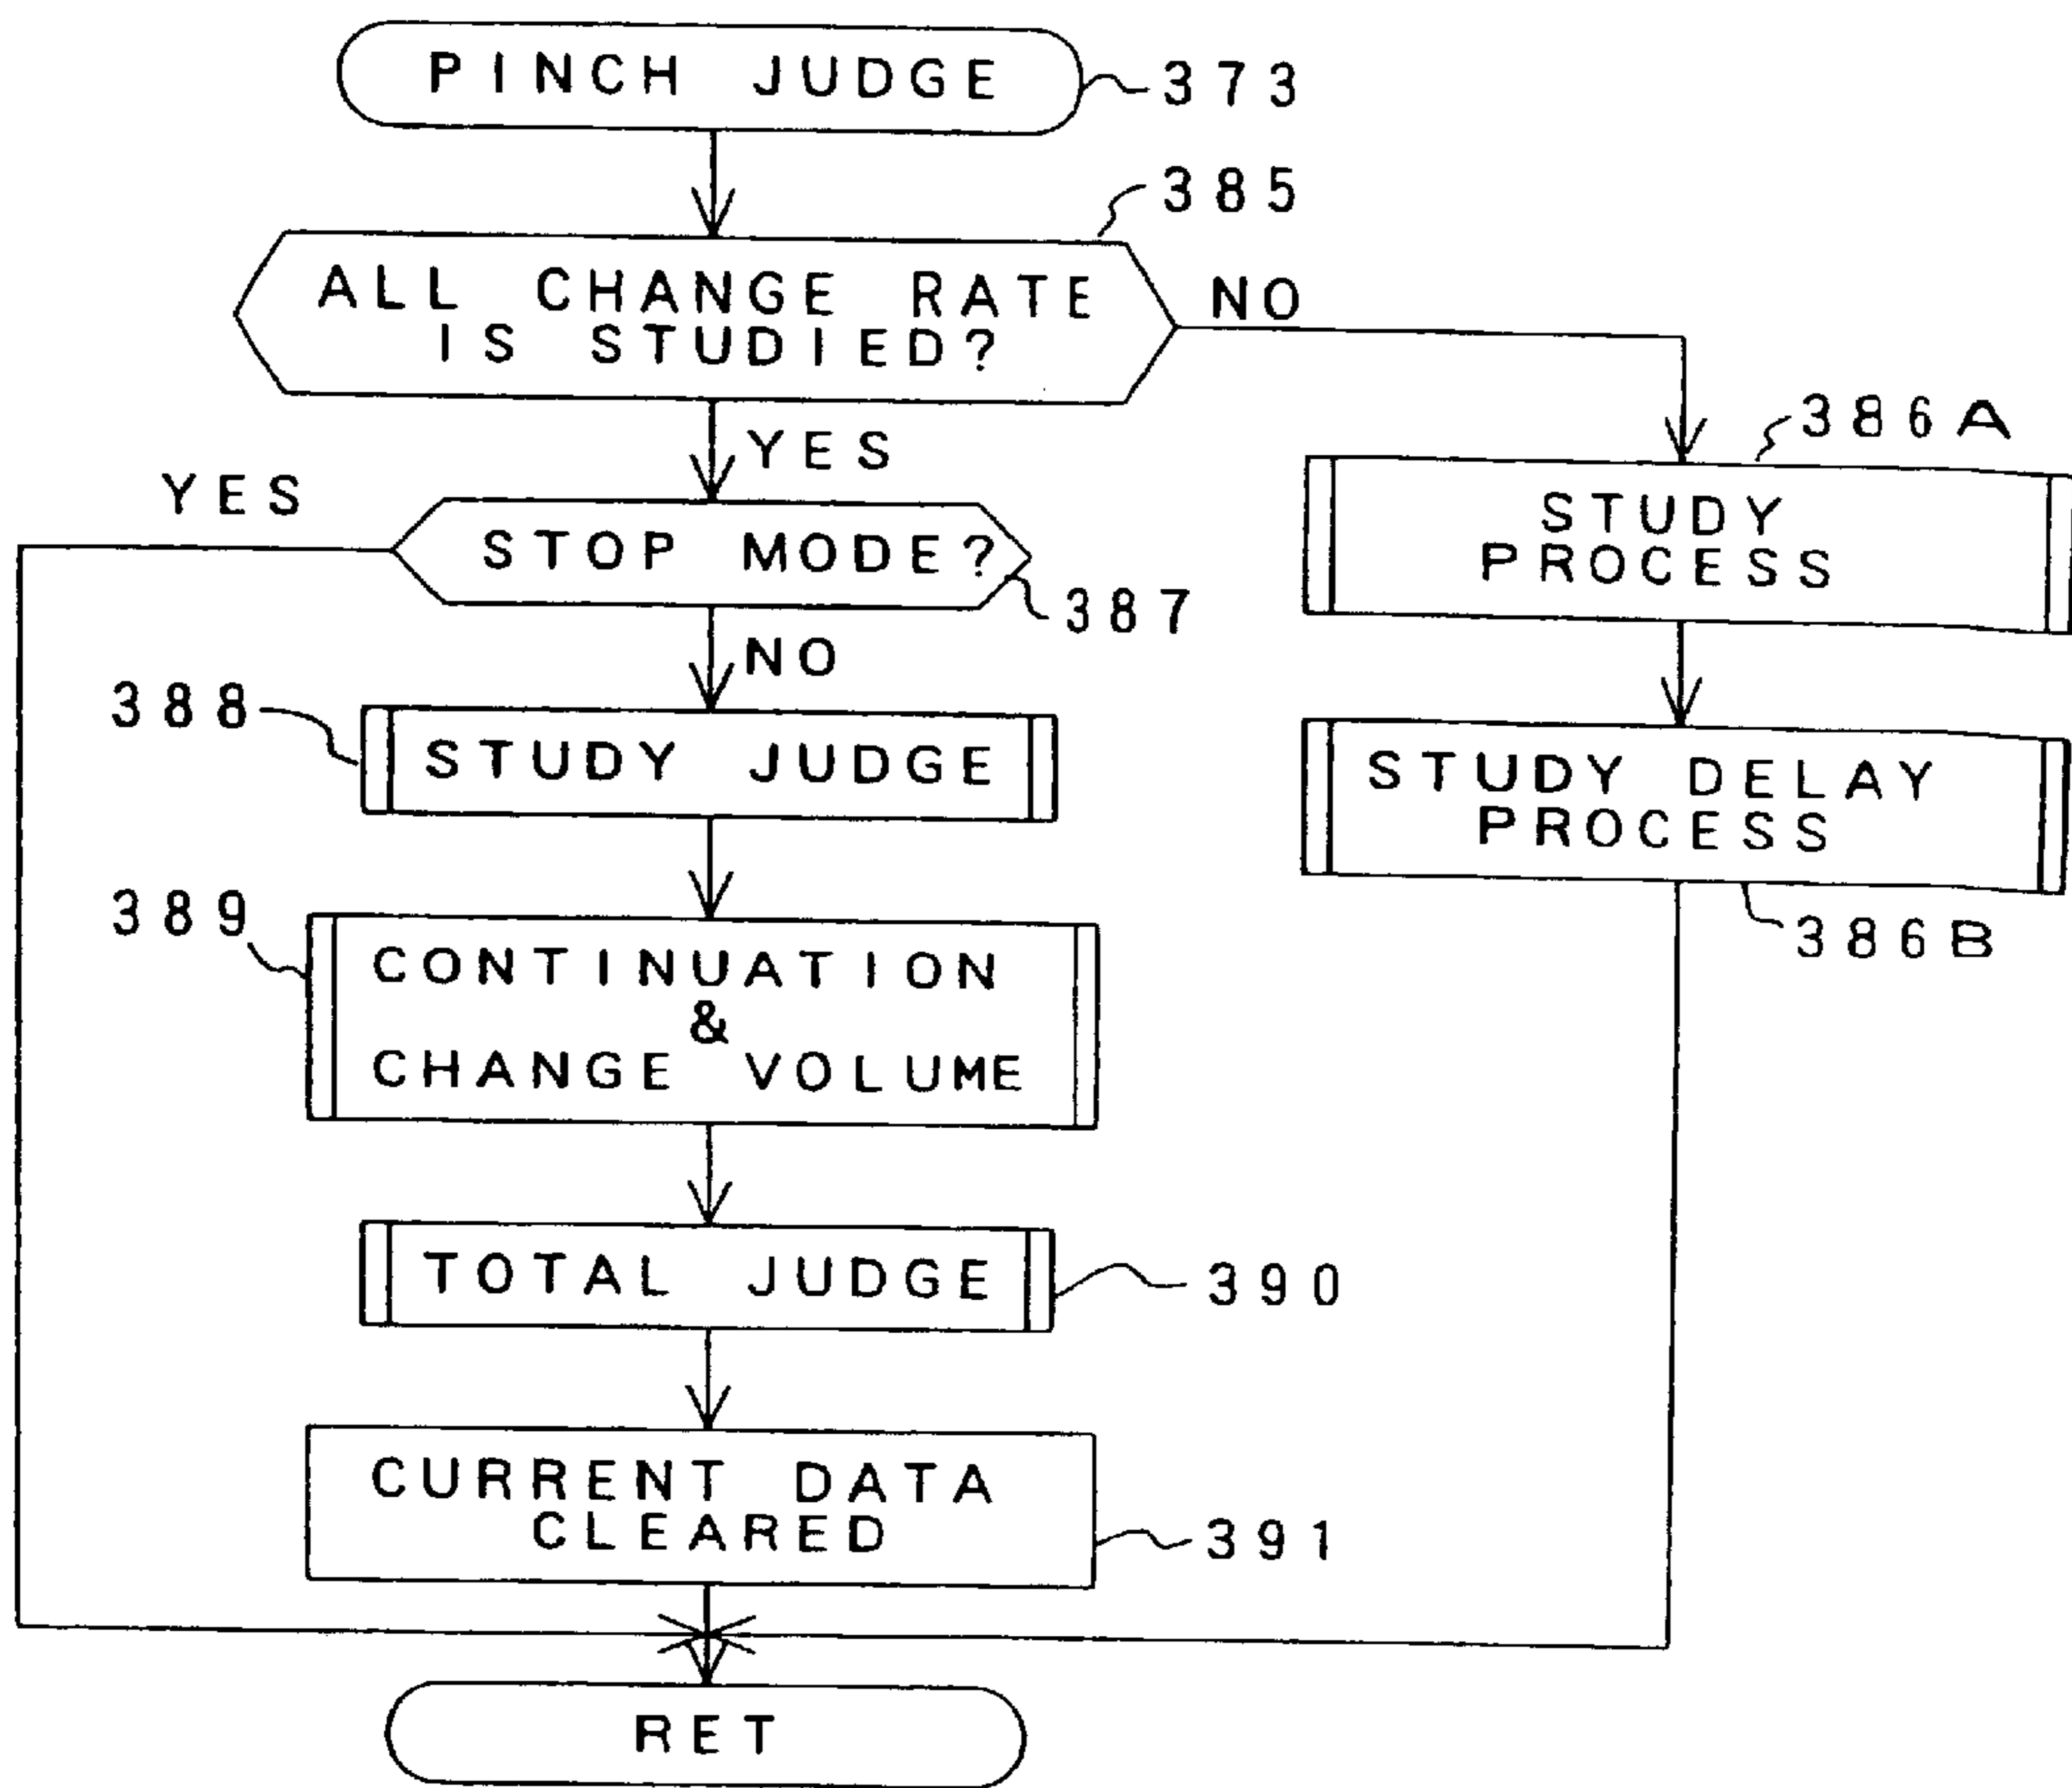 PINCH JUDGE
373
385
ALL CHANGE RATE
IS STUDIED?
NO
YES
386A
STUDY
PROCESS
YES
STOP MODE?
387
NO
388
STUDY JUDGE
STUDY DELAY
PROCESS
386B
389
CONTINUATION
&
CHANGE VOLUME
TOTAL JUDGE
390
CURRENT DATA
CLEARED
391
RET